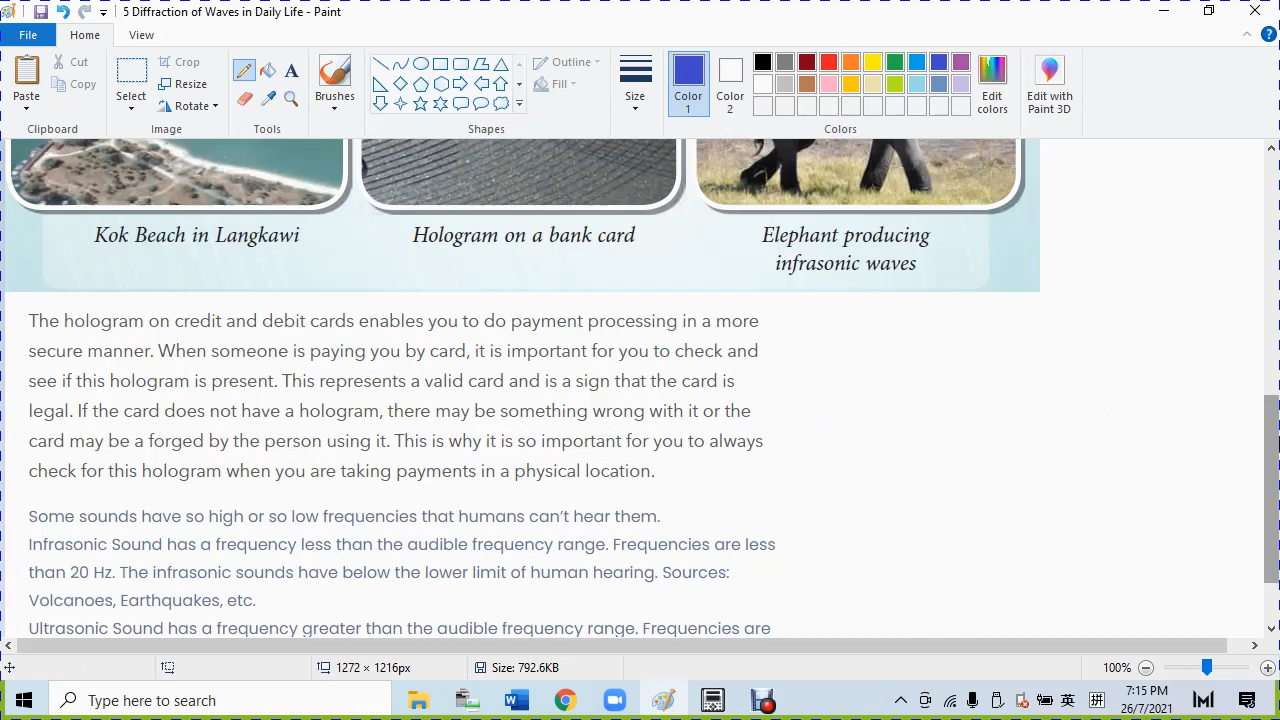 5 Diffraction of Waves in Daily Life - Paint
File Home View
Paste Cut Copy Select Crop Resize Rotate A Brushes Outline Fill Size Color 1 Color 2 Edit colors Edit with Paint 3D
Clipboard Image Tools Shapes Colors
Kok Beach in Langkawi
Hologram on a bank card
Elephant producing
infrasonic waves
The hologram on credit and debit cards enables you to do payment processing in a more
secure manner. When someone is paying you by card, it is important for you to check and
see if this hologram is present. This represents a valid card and is a sign that the card is
legal. If the card does not have a hologram, there may be something wrong with it or the
card may be a forged by the person using it. This is why it is so important for you to always
check for this hologram when you are taking payments in a physical location.
Some sounds have so high or so low frequencies that humans can't hear them.
Infrasonic Sound has a frequency less than the audible frequency range. Frequencies are less
than 20 Hz. The infrasonic sounds have below the lower limit of human hearing. Sources:
Volcanoes, Earthquakes, etc.
Ultrasonic Sound has a frequency greater than the audible frequency range. Frequencies are
1272 × 1216px Size: 792.6KB 100%
Type here to search
英 拼
7:15 PM
26/7/2021